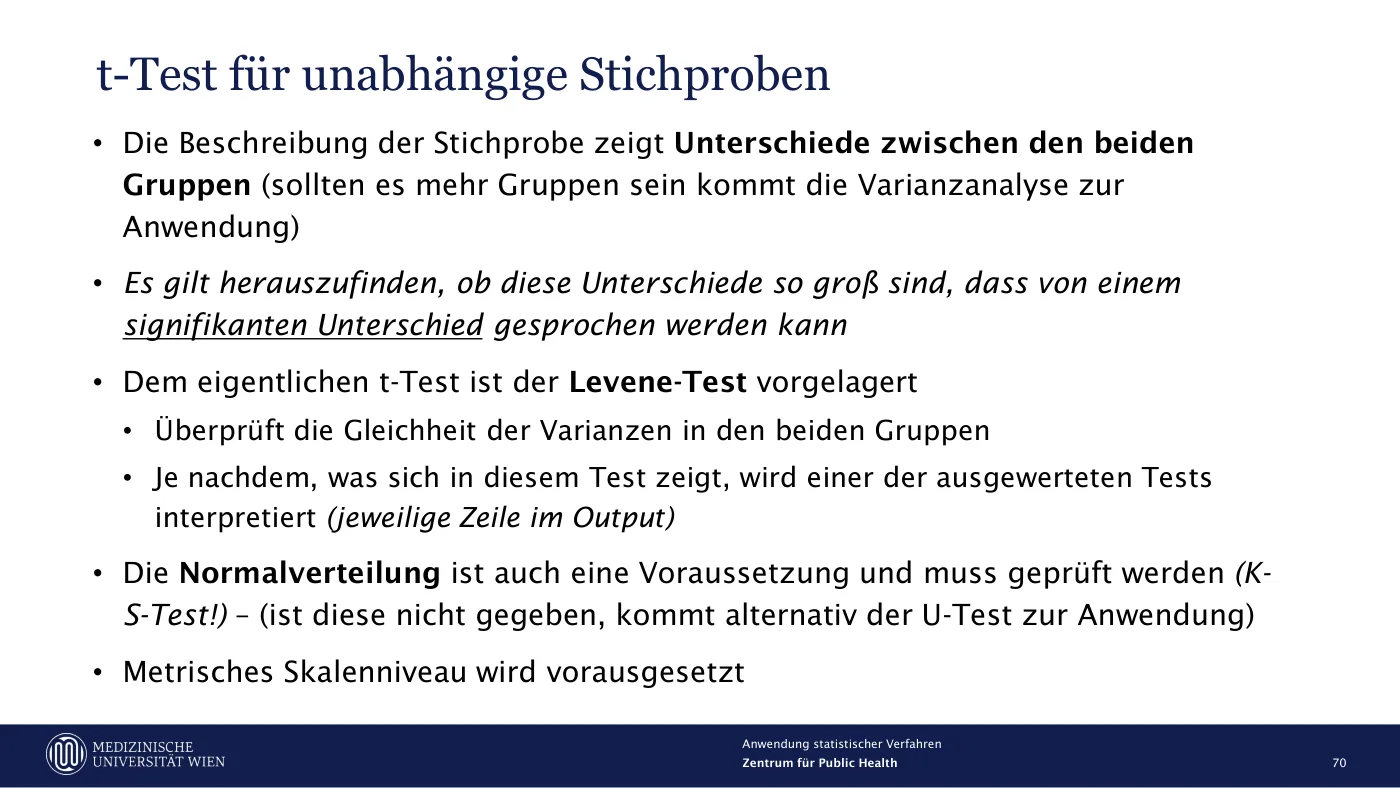 t-Test für unabhängige Stichproben
• Die Beschreibung der Stichprobe zeigt Unterschiede zwischen den beiden
Gruppen (sollten es mehr Gruppen sein kommt die Varianzanalyse zur
Anwendung)
• Es gilt herauszufinden, ob diese Unterschiede so groß sind, dass von einem
signifikanten Unterschied gesprochen werden kann
• Dem eigentlichen t-Test ist der Levene-Test vorgelagert
• Überprüft die Gleichheit der Varianzen in den beiden Gruppen
• Je nachdem, was sich in diesem Test zeigt, wird einer der ausgewerteten Tests
interpretiert (jeweilige Zeile im Output)
• Die Normalverteilung ist auch eine Voraussetzung und muss geprüft werden (K-
S-Test!) – (ist diese nicht gegeben, kommt alternativ der U-Test zur Anwendung)
• Metrisches Skalenniveau wird vorausgesetzt
MEDIZINISCHE
UNIVERSITÄT WIEN
Anwendung statistischer Verfahren
Zentrum für Public Health
70